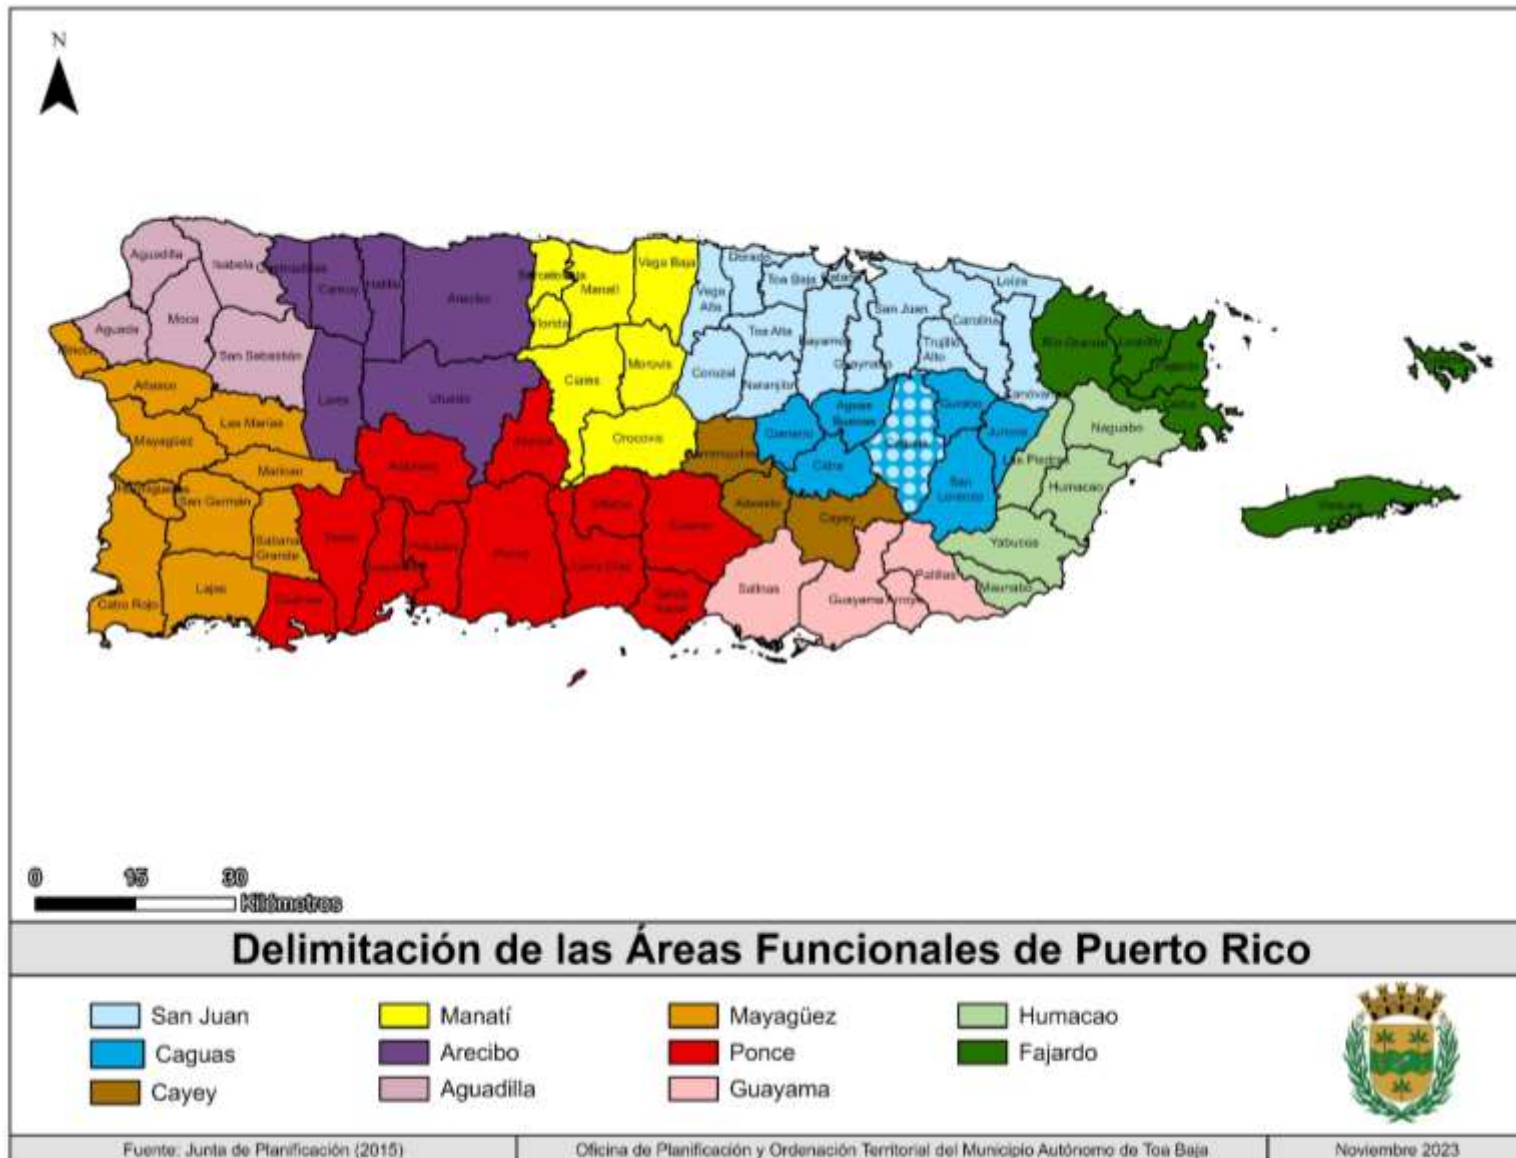 N
Aguadilla
Isabela
Camuy
Hatillo
Arecibo
Barceloneta
Manatí
Vega Baja
Vega Alta
Dorado
Toa Baja
San Juan
Loíza
Carolina
Aguada
Moca
San Sebastián
Florida
Toa Alta
Bayamón
Guaynabo
Trujillo Alto
Río Grande
Luquillo
Fajardo
Rincón
Añasco
Lares
Utuado
Ciales
Morovis
Corozal
Naranjito
Canóvanas
Ceiba
Las Marías
Mayagüez
Maricao
Adjuntas
Jayuya
Orocovis
Barranquitas
Comerío
Aguas Buenas
Caguas
Gurabo
Juncos
Naguabo
Las Piedras
Cidra
Hormigueros
San Germán
Sabana Grande
Yauco
Peñuelas
Ponce
Villalba
Coamo
Aibonito
Cayey
San Lorenzo
Humacao
Vieques
Yabucoa
Cabo Rojo
Lajas
Guánica
Juana Díaz
Santa Isabel
Salinas
Guayama
Arroyo
Patillas
Maunabo
0 15 30
Kilómetros
Delimitación de las Áreas Funcionales de Puerto Rico
San Juan
Manatí
Mayagüez
Humacao
Caguas
Arecibo
Ponce
Fajardo
Cayey
Aguadilla
Guayama
Fuente: Junta de Planificación (2015)
Oficina de Planificación y Ordenación Territorial del Municipio Autónomo de Toa Baja
Noviembre 2023